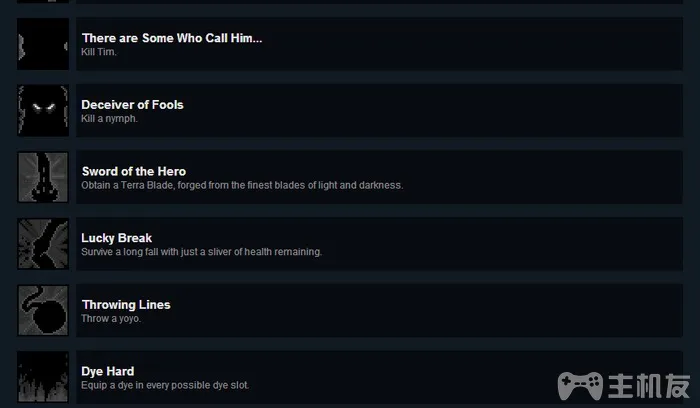 There are Some Who Call Him...
Kill Tim.
Deceiver of Fools
Kill a nymph.
Sword of the Hero
Obtain a Terra Blade, forged from the finest blades of light and darkness.
Lucky Break
Survive a long fall with just a sliver of health remaining.
Throwing Lines
Throw a yoyo.
Dye Hard
Equip a dye in every possible dye slot.
主机友